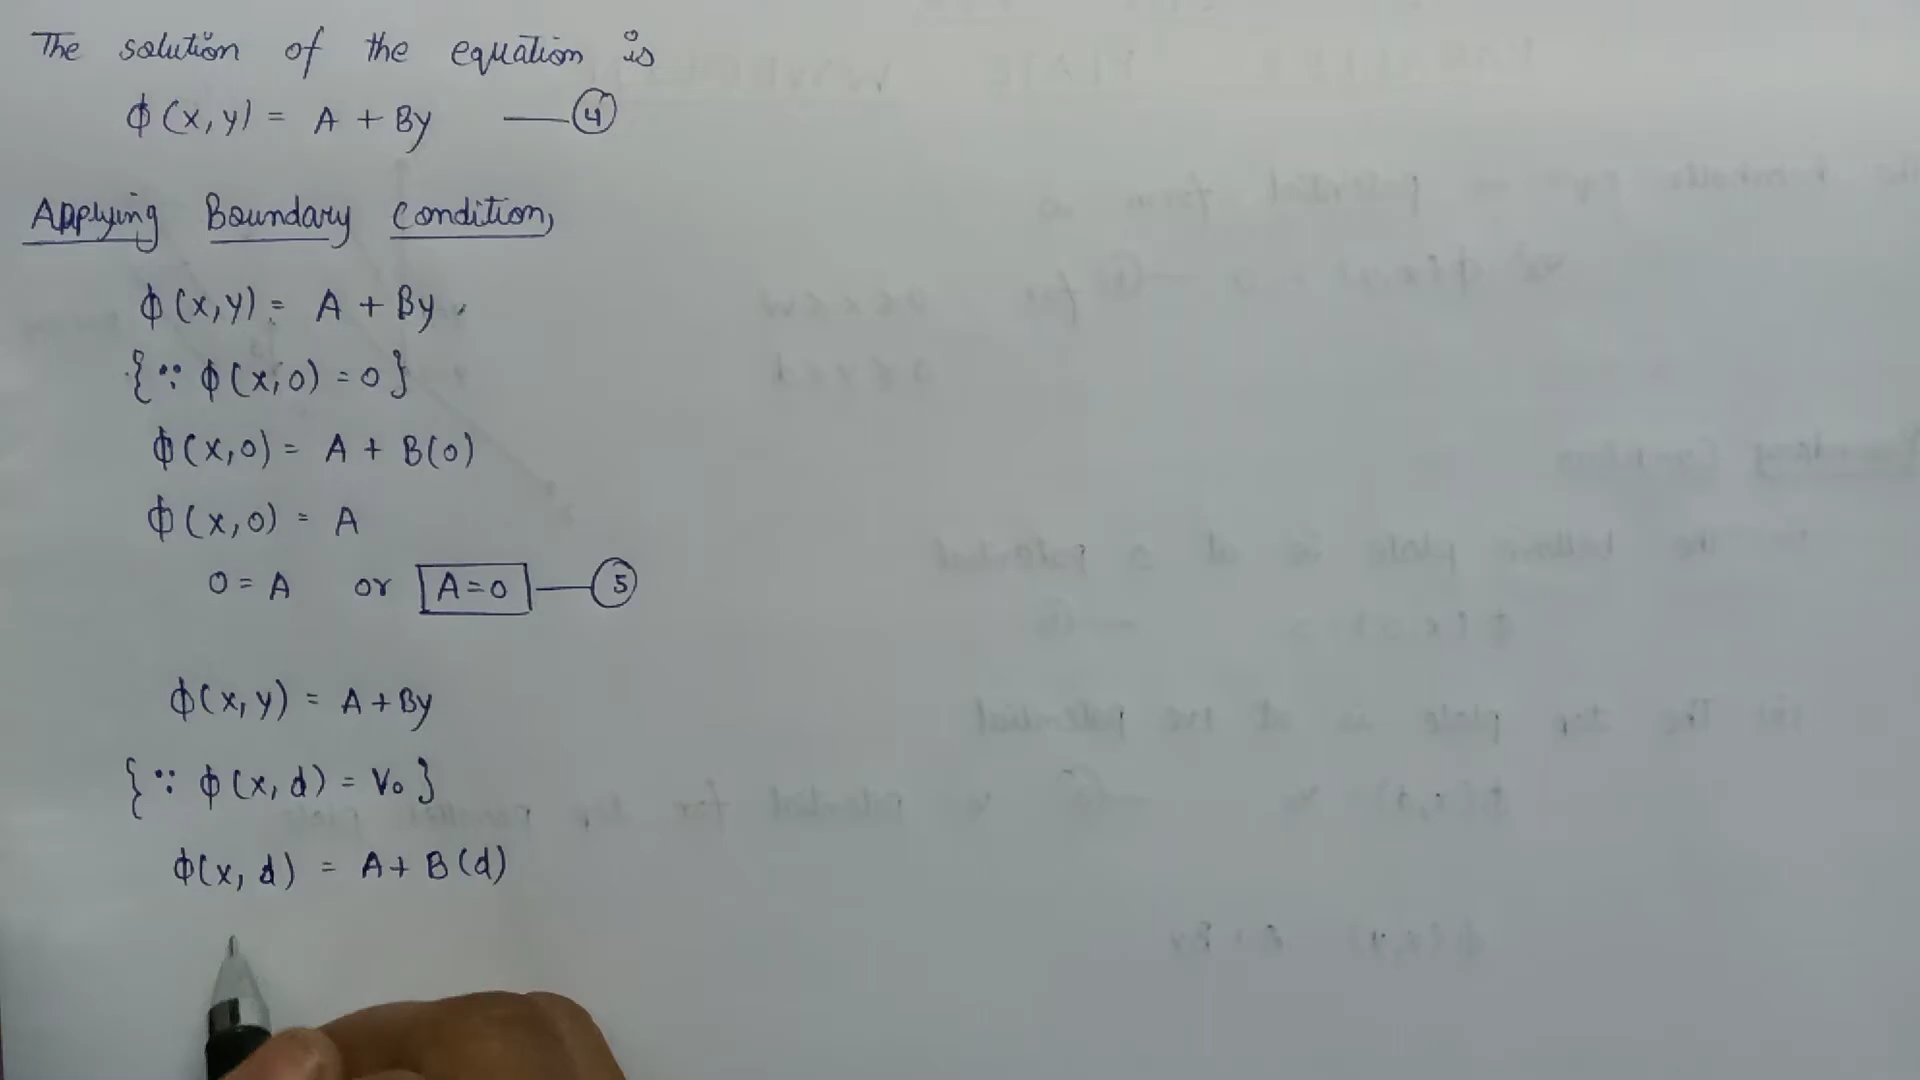 The solution of the equation is
ϕ(x,y) = A + By —④
Applying Boundary Condition,
ϕ(x,y) = A + By
{∵ ϕ(x,0) = 0}
ϕ(x,0) = A + B(0)
ϕ(x,0) = A
0 = A or A=0 —⑤
ϕ(x,y) = A+By
{∵ ϕ(x,d) = V₀}
ϕ(x,d) = A+ B(d)